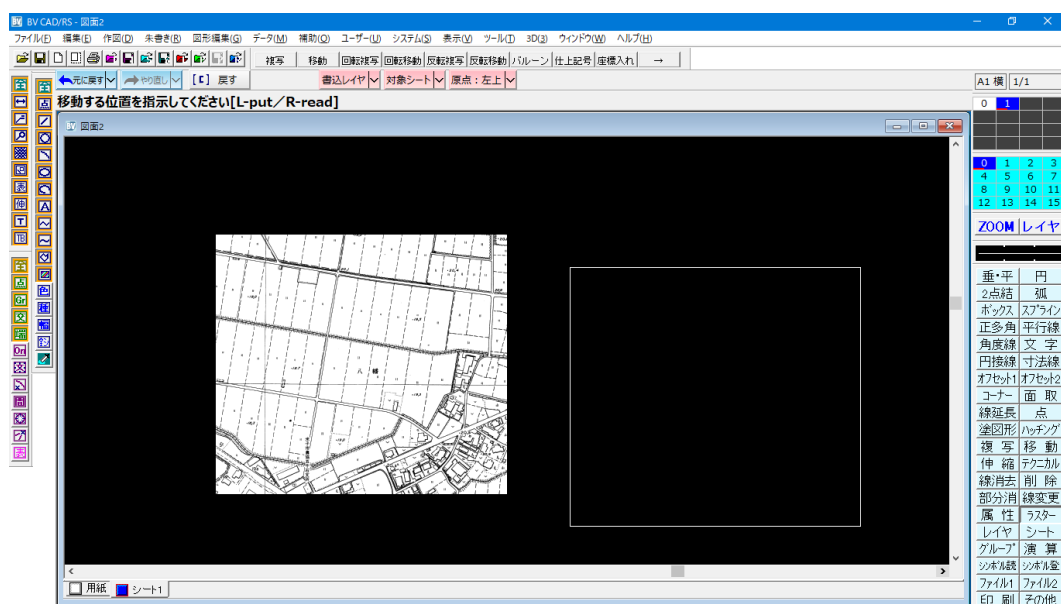 BV CAD/RS - 図面2
ファイル(F) 編集(E) 作図(D) 朱書き(R) 図形編集(G) データ(M) 補助(O) ユーザー(U) システム(S) 表示(V) ツール(T) 3D(3) ウィンドウ(W) ヘルプ(H)
複写 移動 回転複写 回転移動 反転複写 反転移動 バルーン 仕上記号 座標入れ →
元に戻す やり直し [E] 戻す 書込レイヤ 対象シート 原点：左上 A1 横 1/1
移動する位置を指示してください[L-put／R-read]
図面2
0 1
0 1 2 3
4 5 6 7
8 9 10 11
12 13 14 15
ZOOM レイヤ
垂・平 円
2点結 弧
ボックス スプライン
正多角 平行線
角度線 文 字
円接線 寸法線
オフセット1 オフセット2
コーナー 面 取
線延長 点
塗図形 ハッチング
複 写 移 動
伸 縮 テクニカル
線消去 削 除
部分消 線変更
属 性 ラスター
レイヤ シート
グループ 演 算
シンボル読 シンボル登
ファイル1 ファイル2
印 刷 その他
八 幡
用紙 シート1